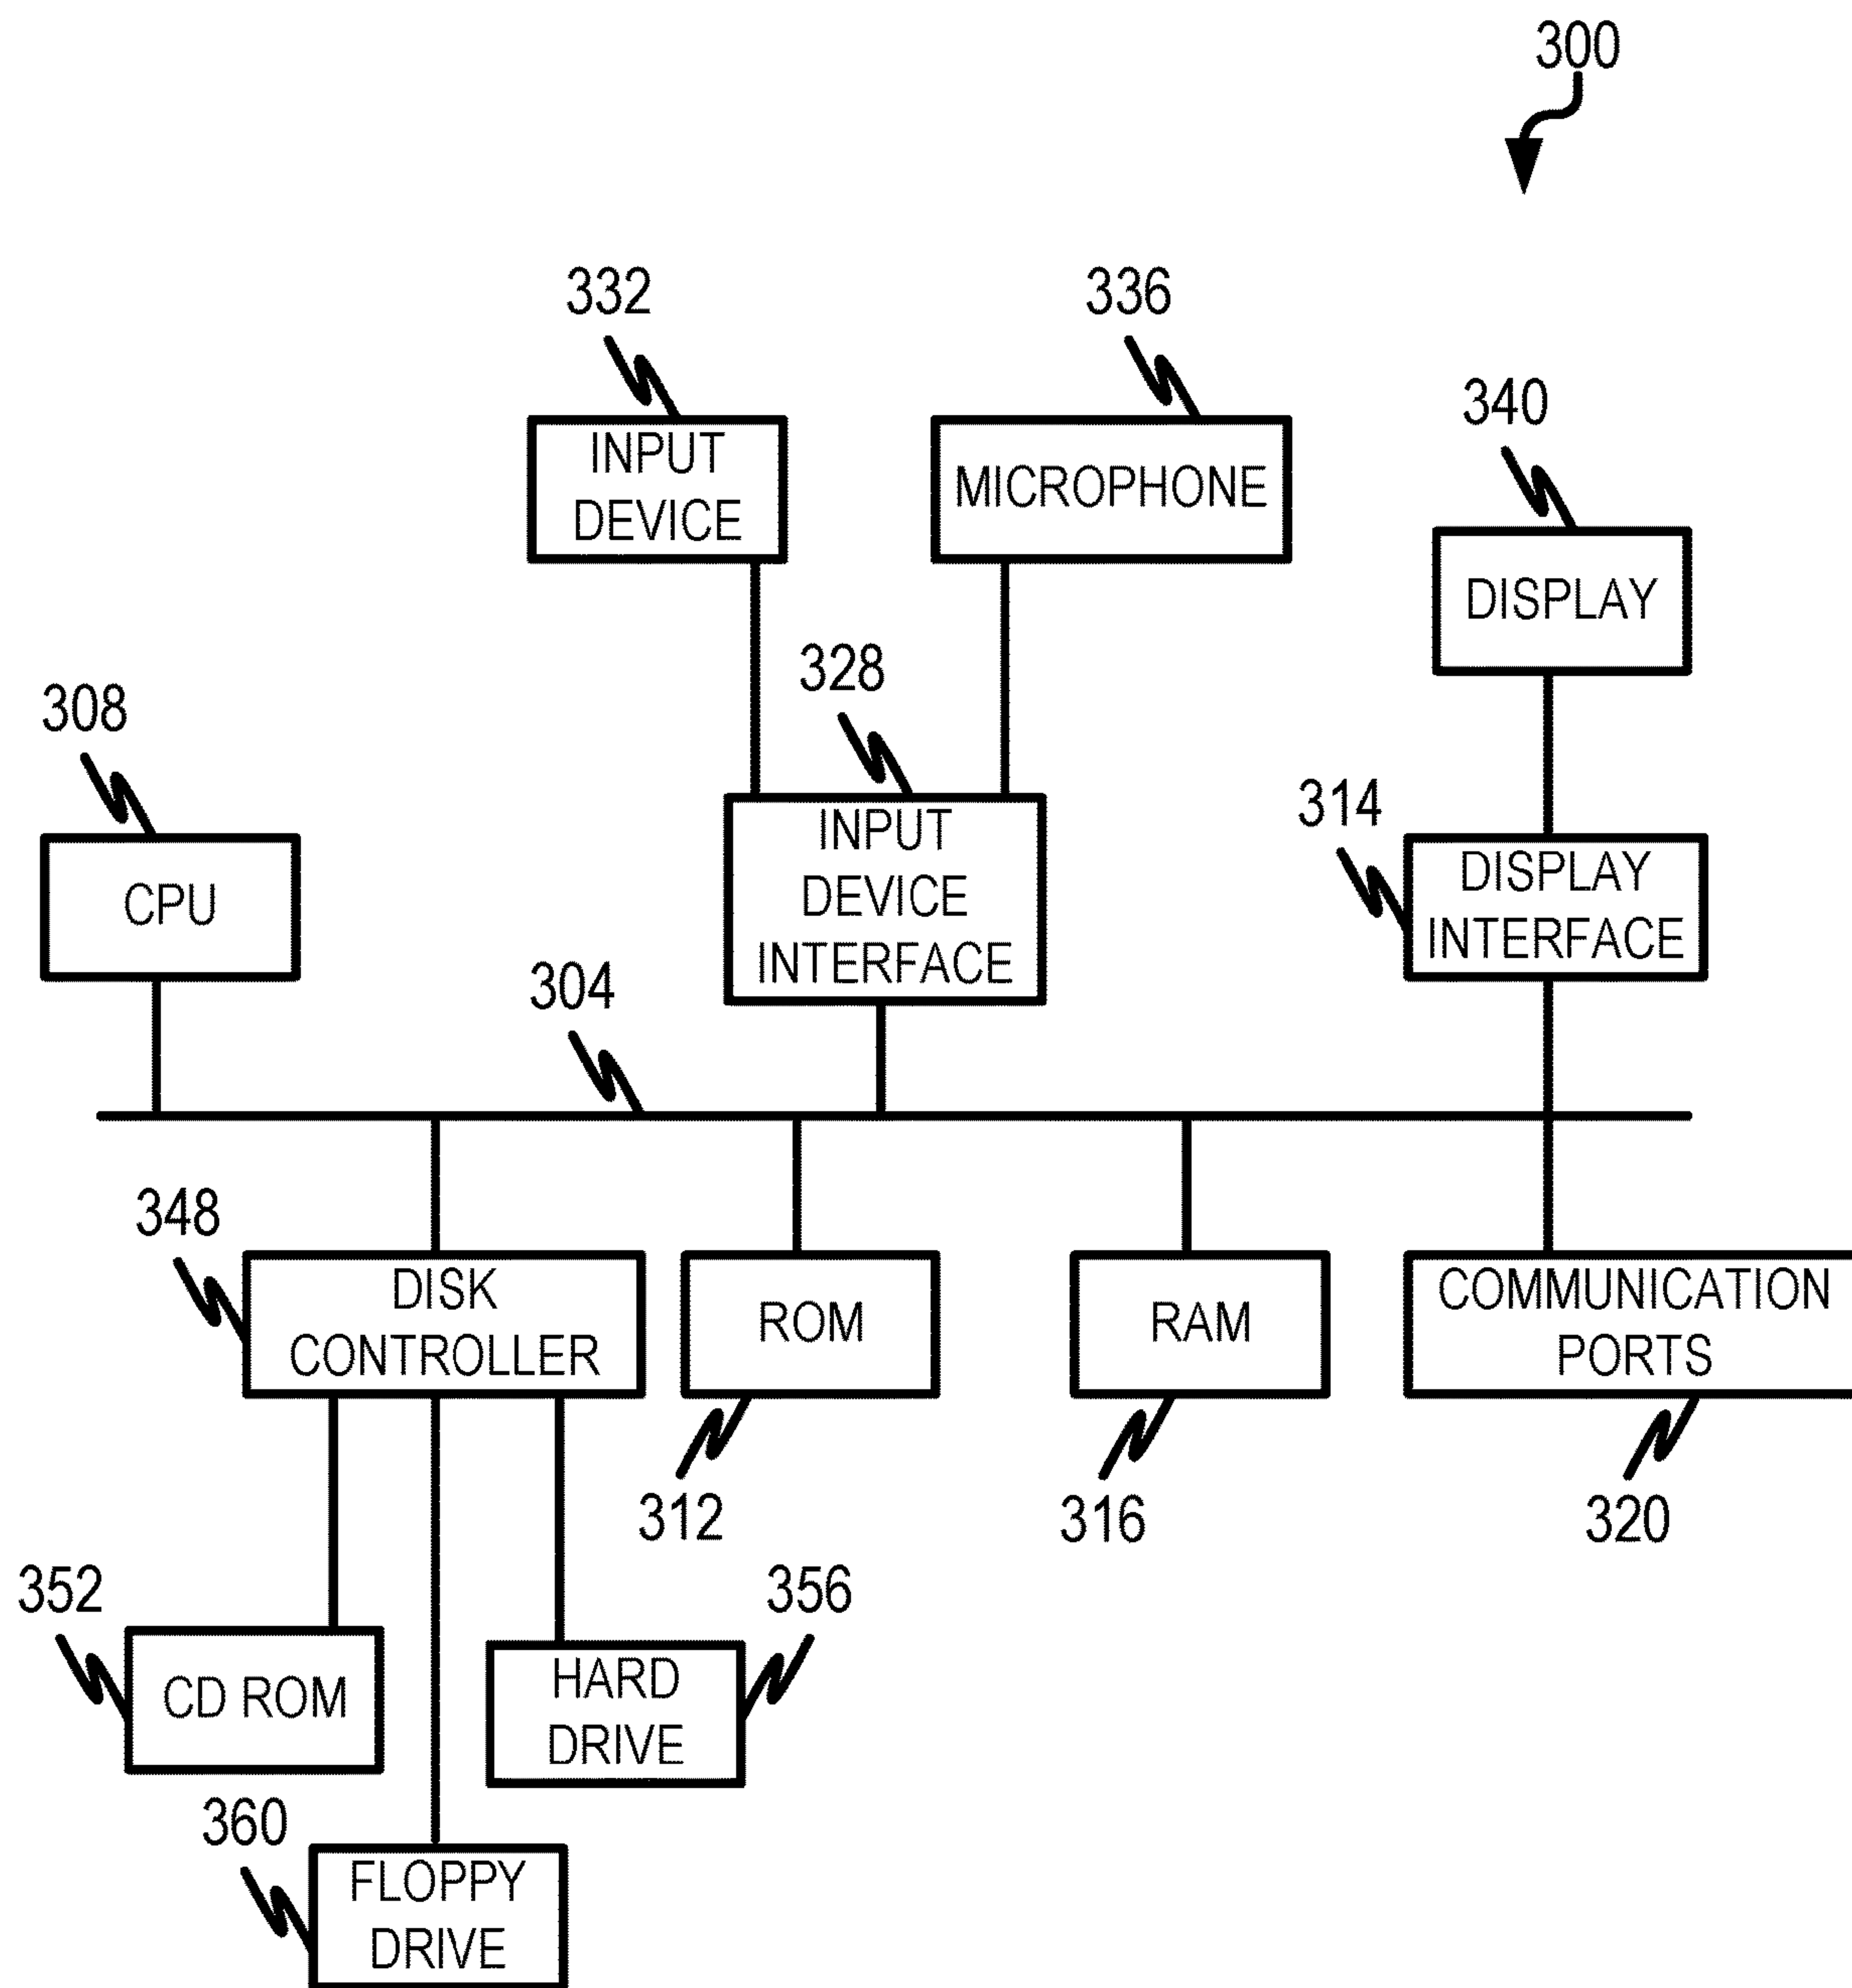 300
332
336
340
INPUT
DEVICE
MICROPHONE
DISPLAY
328
308
314
INPUT
DEVICE
INTERFACE
DISPLAY
INTERFACE
CPU
304
348
DISK
CONTROLLER
ROM
RAM
COMMUNICATION
PORTS
312
316
320
352
356
CD ROM
HARD
DRIVE
360
FLOPPY
DRIVE